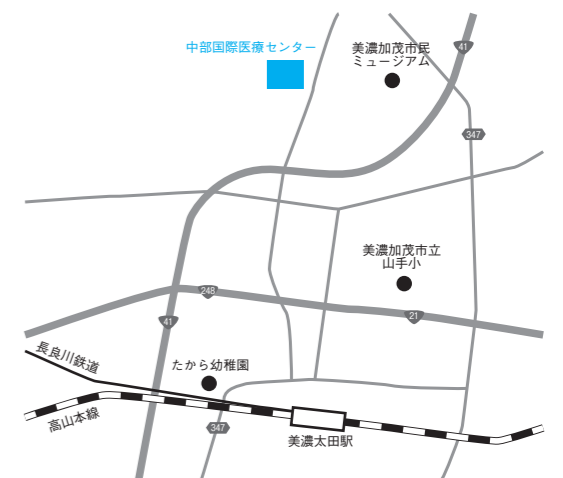 中部国際医療センター
美濃加茂市民
ミュージアム
41
347
美濃加茂市立
山手小
248
21
41
長良川鉄道
たから幼稚園
高山本線
347
美濃太田駅